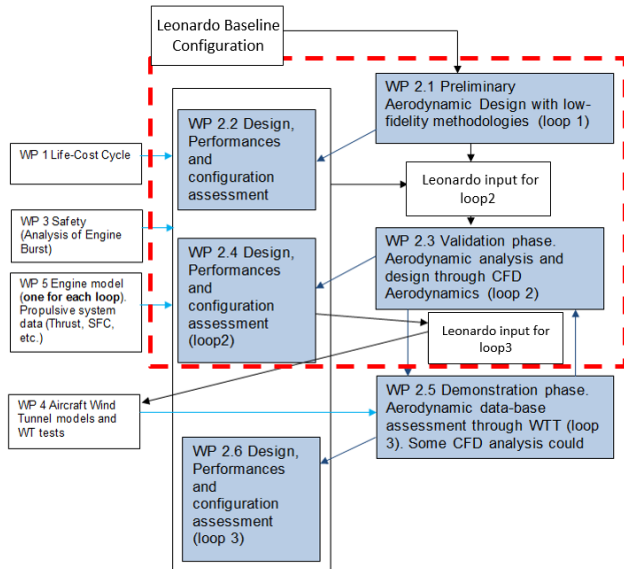 Leonardo Baseline
Configuration
WP 2.1 Preliminary
Aerodynamic Design with low-
fidelity methodologies (loop 1)
WP 2.2 Design,
Performances
and
configuration
assessment
WP 1 Life-Cost Cycle
Leonardo input for
loop2
WP 3 Safety
(Analysis of Engine
Burst)
WP 2.4 Design,
Performances
and
configuration
assessment
(loop2)
WP 2.3 Validation phase.
Aerodynamic analysis and
design through CFD
Aerodynamics (loop 2)
WP 5 Engine model
(one for each loop).
Propulsive system
data (Thrust, SFC,
etc.)
Leonardo input for
loop3
WP 4 Aircraft Wind
Tunnel models and
WT tests
WP 2.5 Demonstration phase.
Aerodynamic data-base
assessment through WTT (loop
3). Some CFD analysis could
WP 2.6 Design,
Performances
and
configuration
assessment
(loop 3)